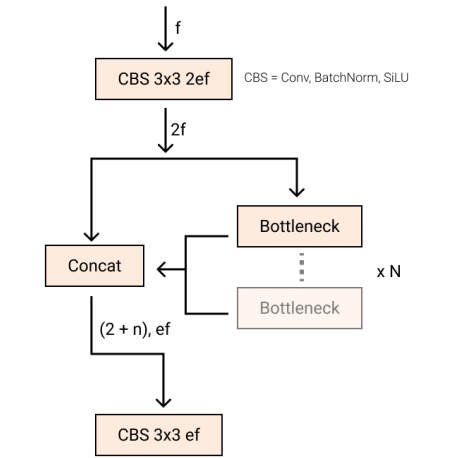 f
CBS 3x3 2ef
CBS = Conv, BatchNorm, SiLU
2f
Bottleneck
Concat
x N
Bottleneck
(2 + n), ef
CBS 3x3 ef